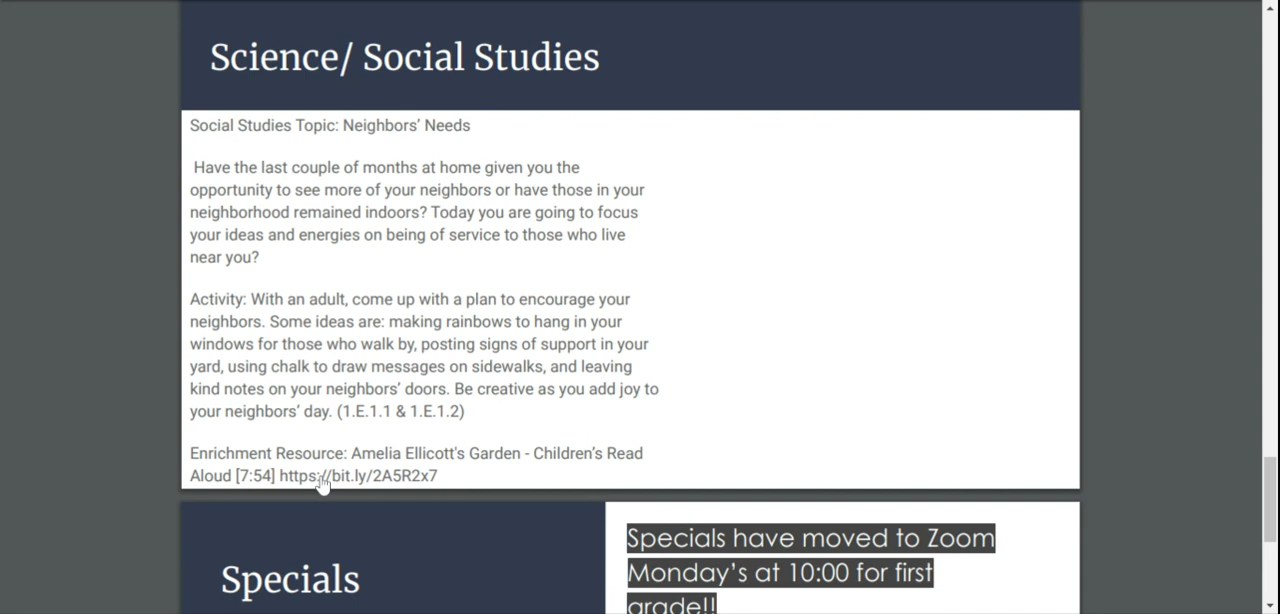 Science/ Social Studies
Social Studies Topic: Neighbors’ Needs
Have the last couple of months at home given you the
opportunity to see more of your neighbors or have those in your
neighborhood remained indoors? Today you are going to focus
your ideas and energies on being of service to those who live
near you?
Activity: With an adult, come up with a plan to encourage your
neighbors. Some ideas are: making rainbows to hang in your
windows for those who walk by, posting signs of support in your
yard, using chalk to draw messages on sidewalks, and leaving
kind notes on your neighbors’ doors. Be creative as you add joy to
your neighbors’ day. (1.E.1.1 & 1.E.1.2)
Enrichment Resource: Amelia Ellicott's Garden - Children’s Read
Aloud [7:54] https://bit.ly/2A5R2x7
Specials
Specials have moved to Zoom
Monday’s at 10:00 for first
grade!!